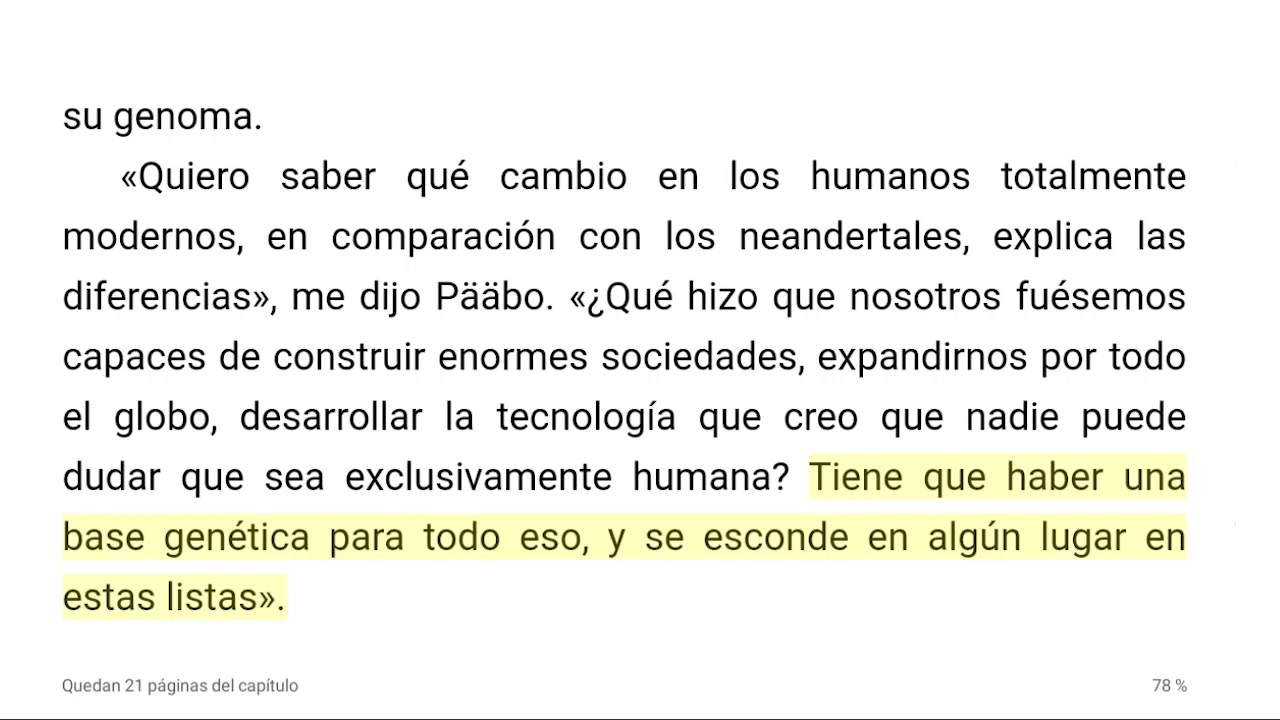 su genoma.
«Quiero saber qué cambio en los humanos totalmente
modernos, en comparación con los neandertales, explica las
diferencias», me dijo Pääbo. «¿Qué hizo que nosotros fuésemos
capaces de construir enormes sociedades, expandirnos por todo
el globo, desarrollar la tecnología que creo que nadie puede
dudar que sea exclusivamente humana? Tiene que haber una
base genética para todo eso, y se esconde en algún lugar en
estas listas».
Quedan 21 páginas del capítulo
78 %